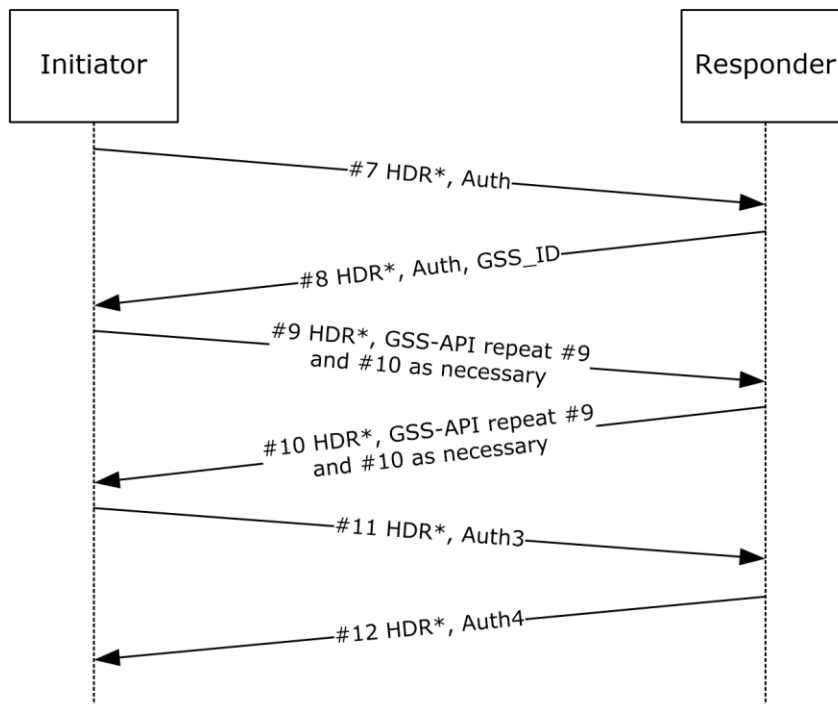 Initiator
Responder
#7 HDR*, Auth
#8 HDR*, Auth, GSS_ID
#9 HDR*, GSS-API repeat #9
and #10 as necessary
#10 HDR*, GSS-API repeat #9
and #10 as necessary
#11 HDR*, Auth3
#12 HDR*, Auth4